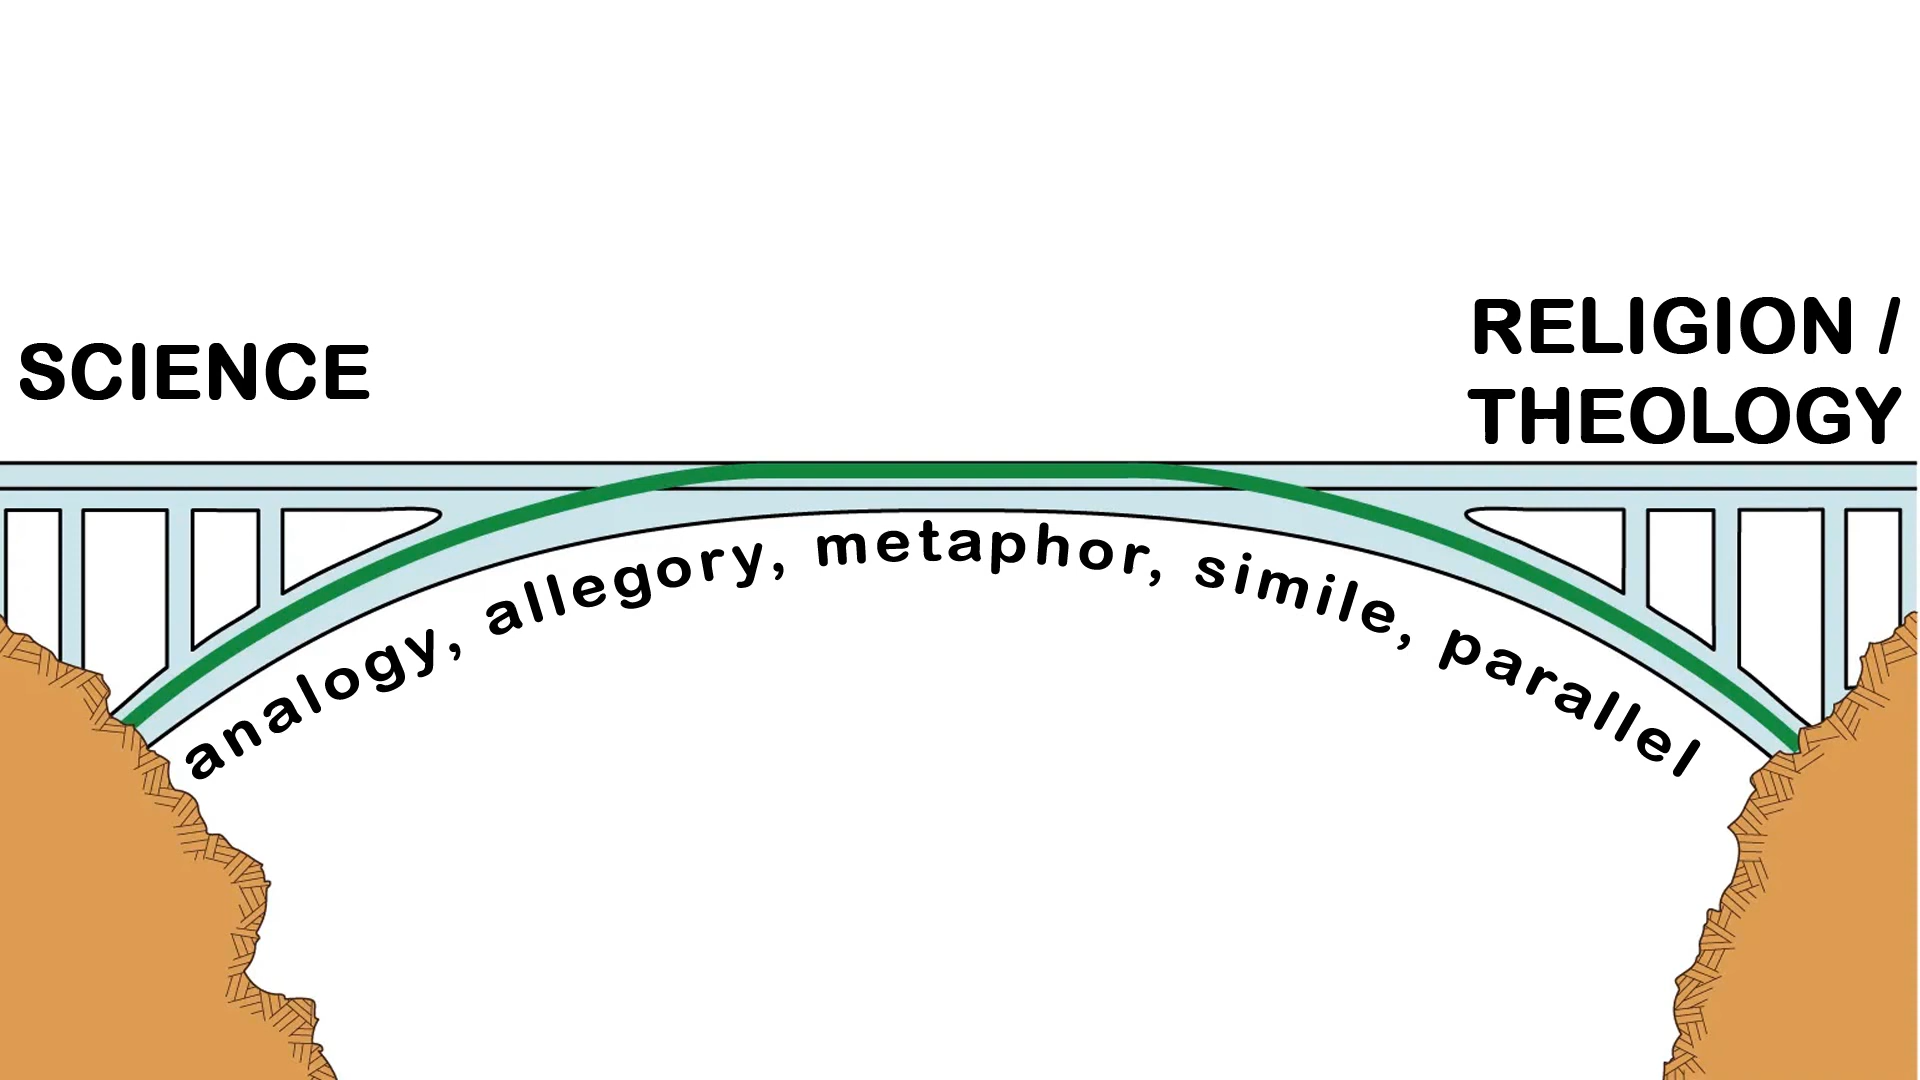 SCIENCE
RELIGION /
THEOLOGY
analogy, allegory, metaphor, simile, parallel